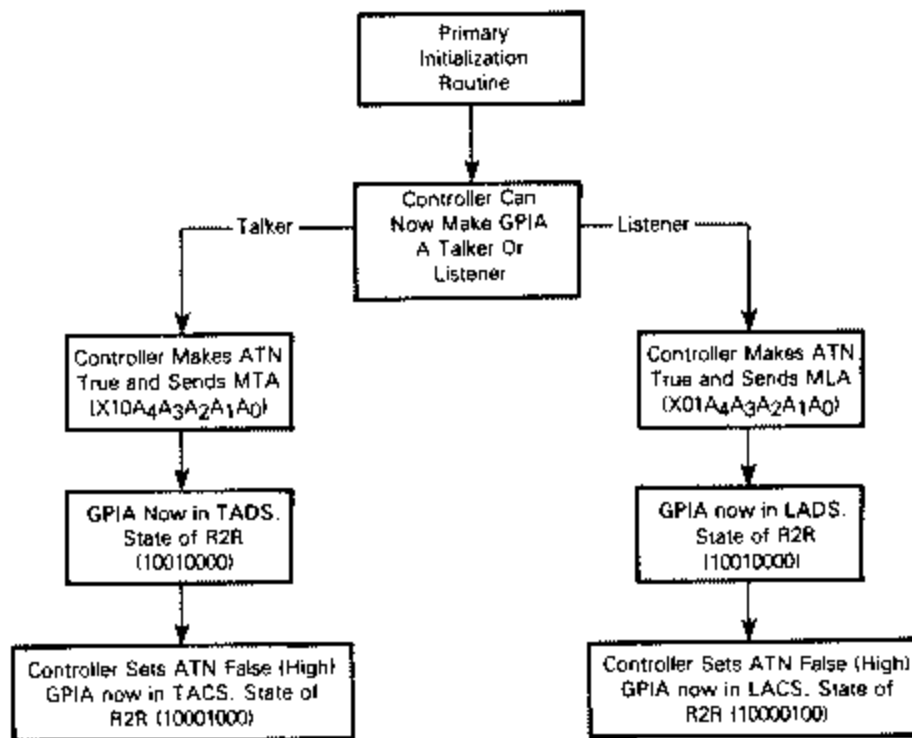 Primary
Initialization
Routine
Controller Can
Now Make GPIA
A Talker Or
Listener
Talker
Listener
Controller Makes ATN
True and Sends MTA
(X10A₄A₃A₂A₁A₀)
Controller Makes ATN
True and Sends MLA
(X01A₄A₃A₂A₁A₀)
GPIA Now in TADS.
State of R2R
(10010000)
GPIA now in LADS.
State of R2R
(10010000)
Controller Sets ATN False (High)
GPIA now in TACS. State of
R2R (10001000)
Controller Sets ATN False (High)
GPIA now in LACS. State of
R2R (10000100)